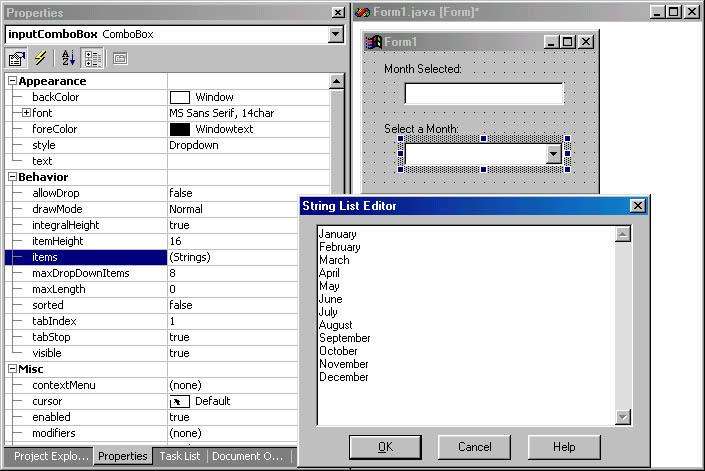 Properties
inputComboBox ComboBox
Appearance
backColor Window
font MS Sans Serif, 14char
foreColor Windowtext
style Dropdown
text
Behavior
allowDrop false
drawMode Normal
integralHeight true
itemHeight 16
items (Strings)
maxDropDownItems 8
maxLength 0
sorted false
tabIndex 1
tabStop true
visible true
Misc
contextMenu (none)
cursor Default
enabled true
modifiers (none)
Project Explo... Properties Task List Document O...
Form1.java [Form]*
Form1
Month Selected:
Select a Month:
String List Editor
January
February
March
April
May
June
July
August
September
October
November
December
OK Cancel Help